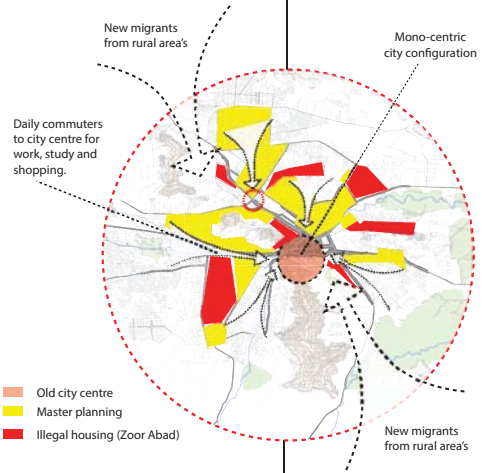 New migrants
from rural area's
Mono-centric
city configuration
Daily commuters
to city centre for
work, study and
shopping.
Old city centre
Master planning
Illegal housing (Zoor Abad)
New migrants
from rural area's